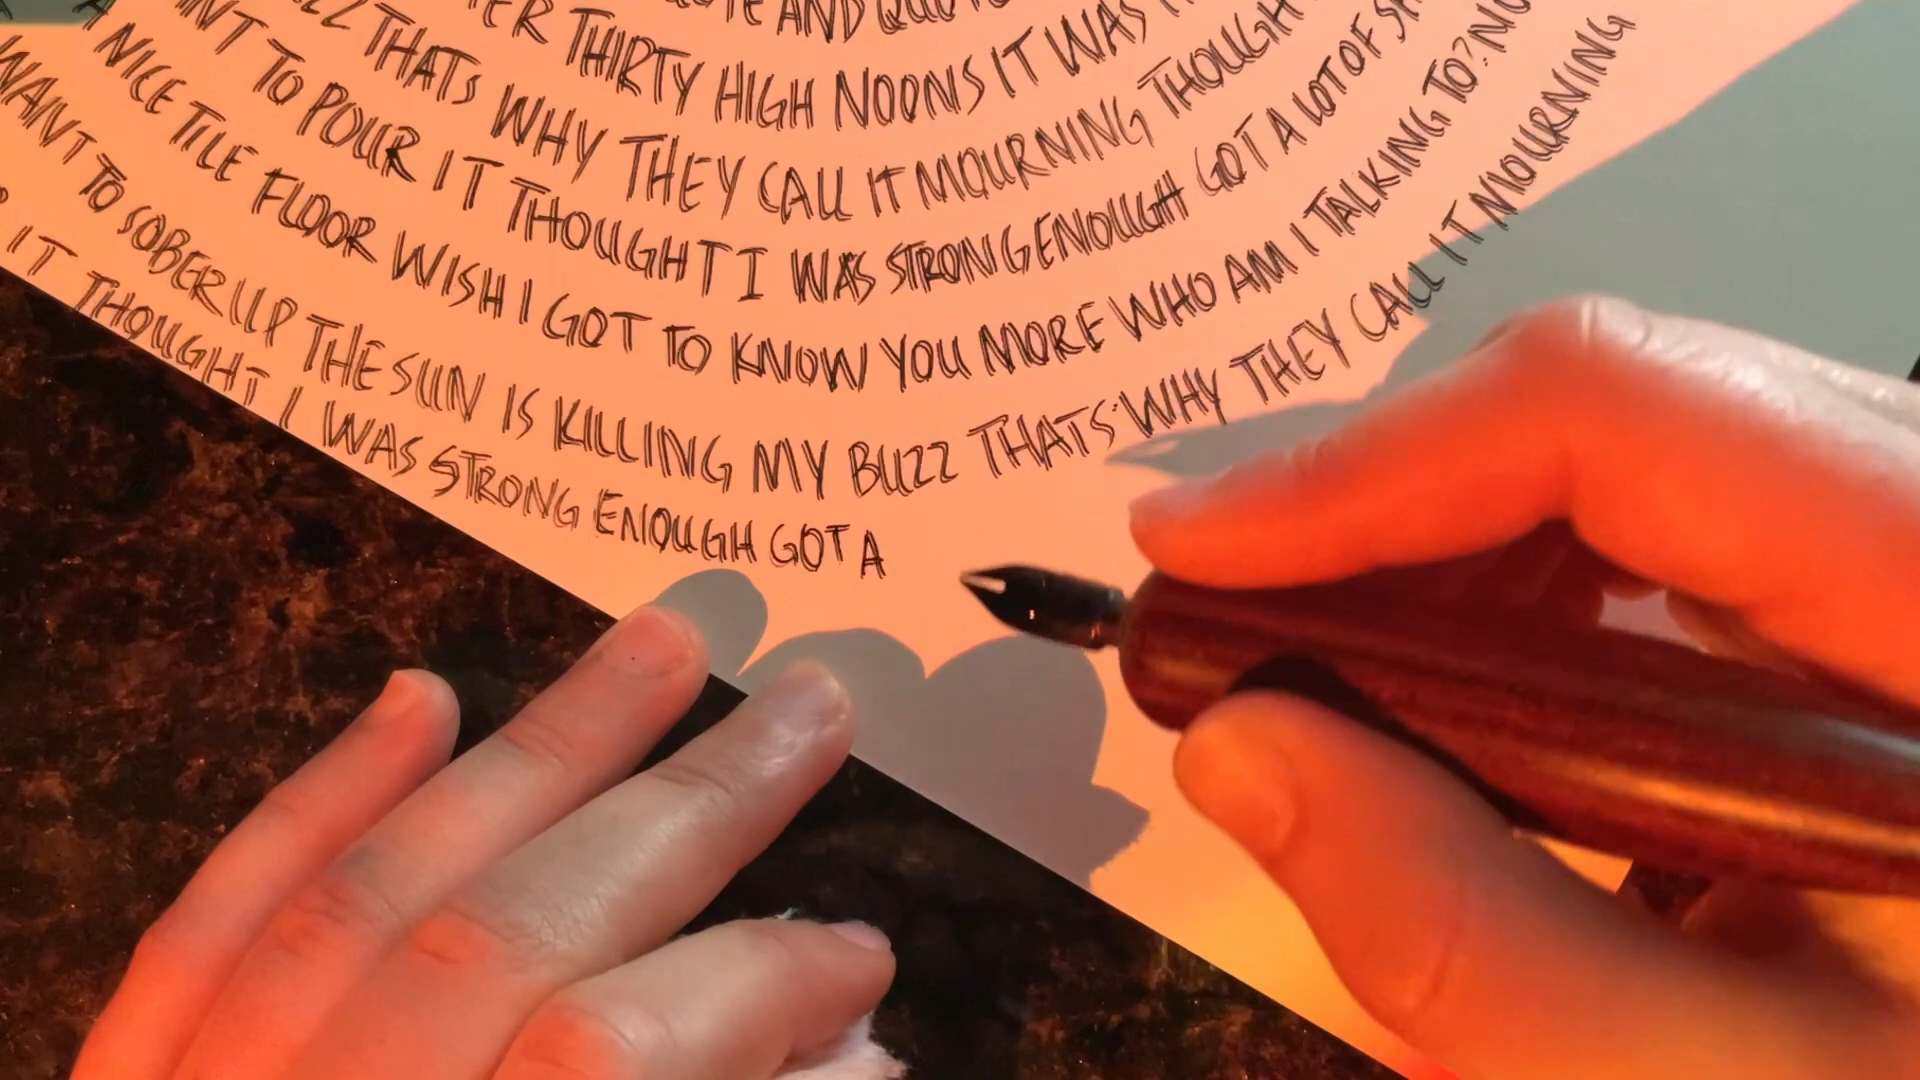 AND
THIRTY HIGH NOONS IT WAS
THATS WHY THEY CALL IT MOURNING THOUGHT
TO POUR IT THOUGHT I WAS STRONG ENOUGH GOT A LOT OF
A NICE TILE FLOOR WISH I GOT TO KNOW YOU MORE WHO AM I TALKING TO? NO
WANT TO SOBER UP THE SUN IS KILLING MY BUZZ THATS WHY THEY CALL IT MOURNING
IT THOUGHT I WAS STRONG ENOUGH GOT A